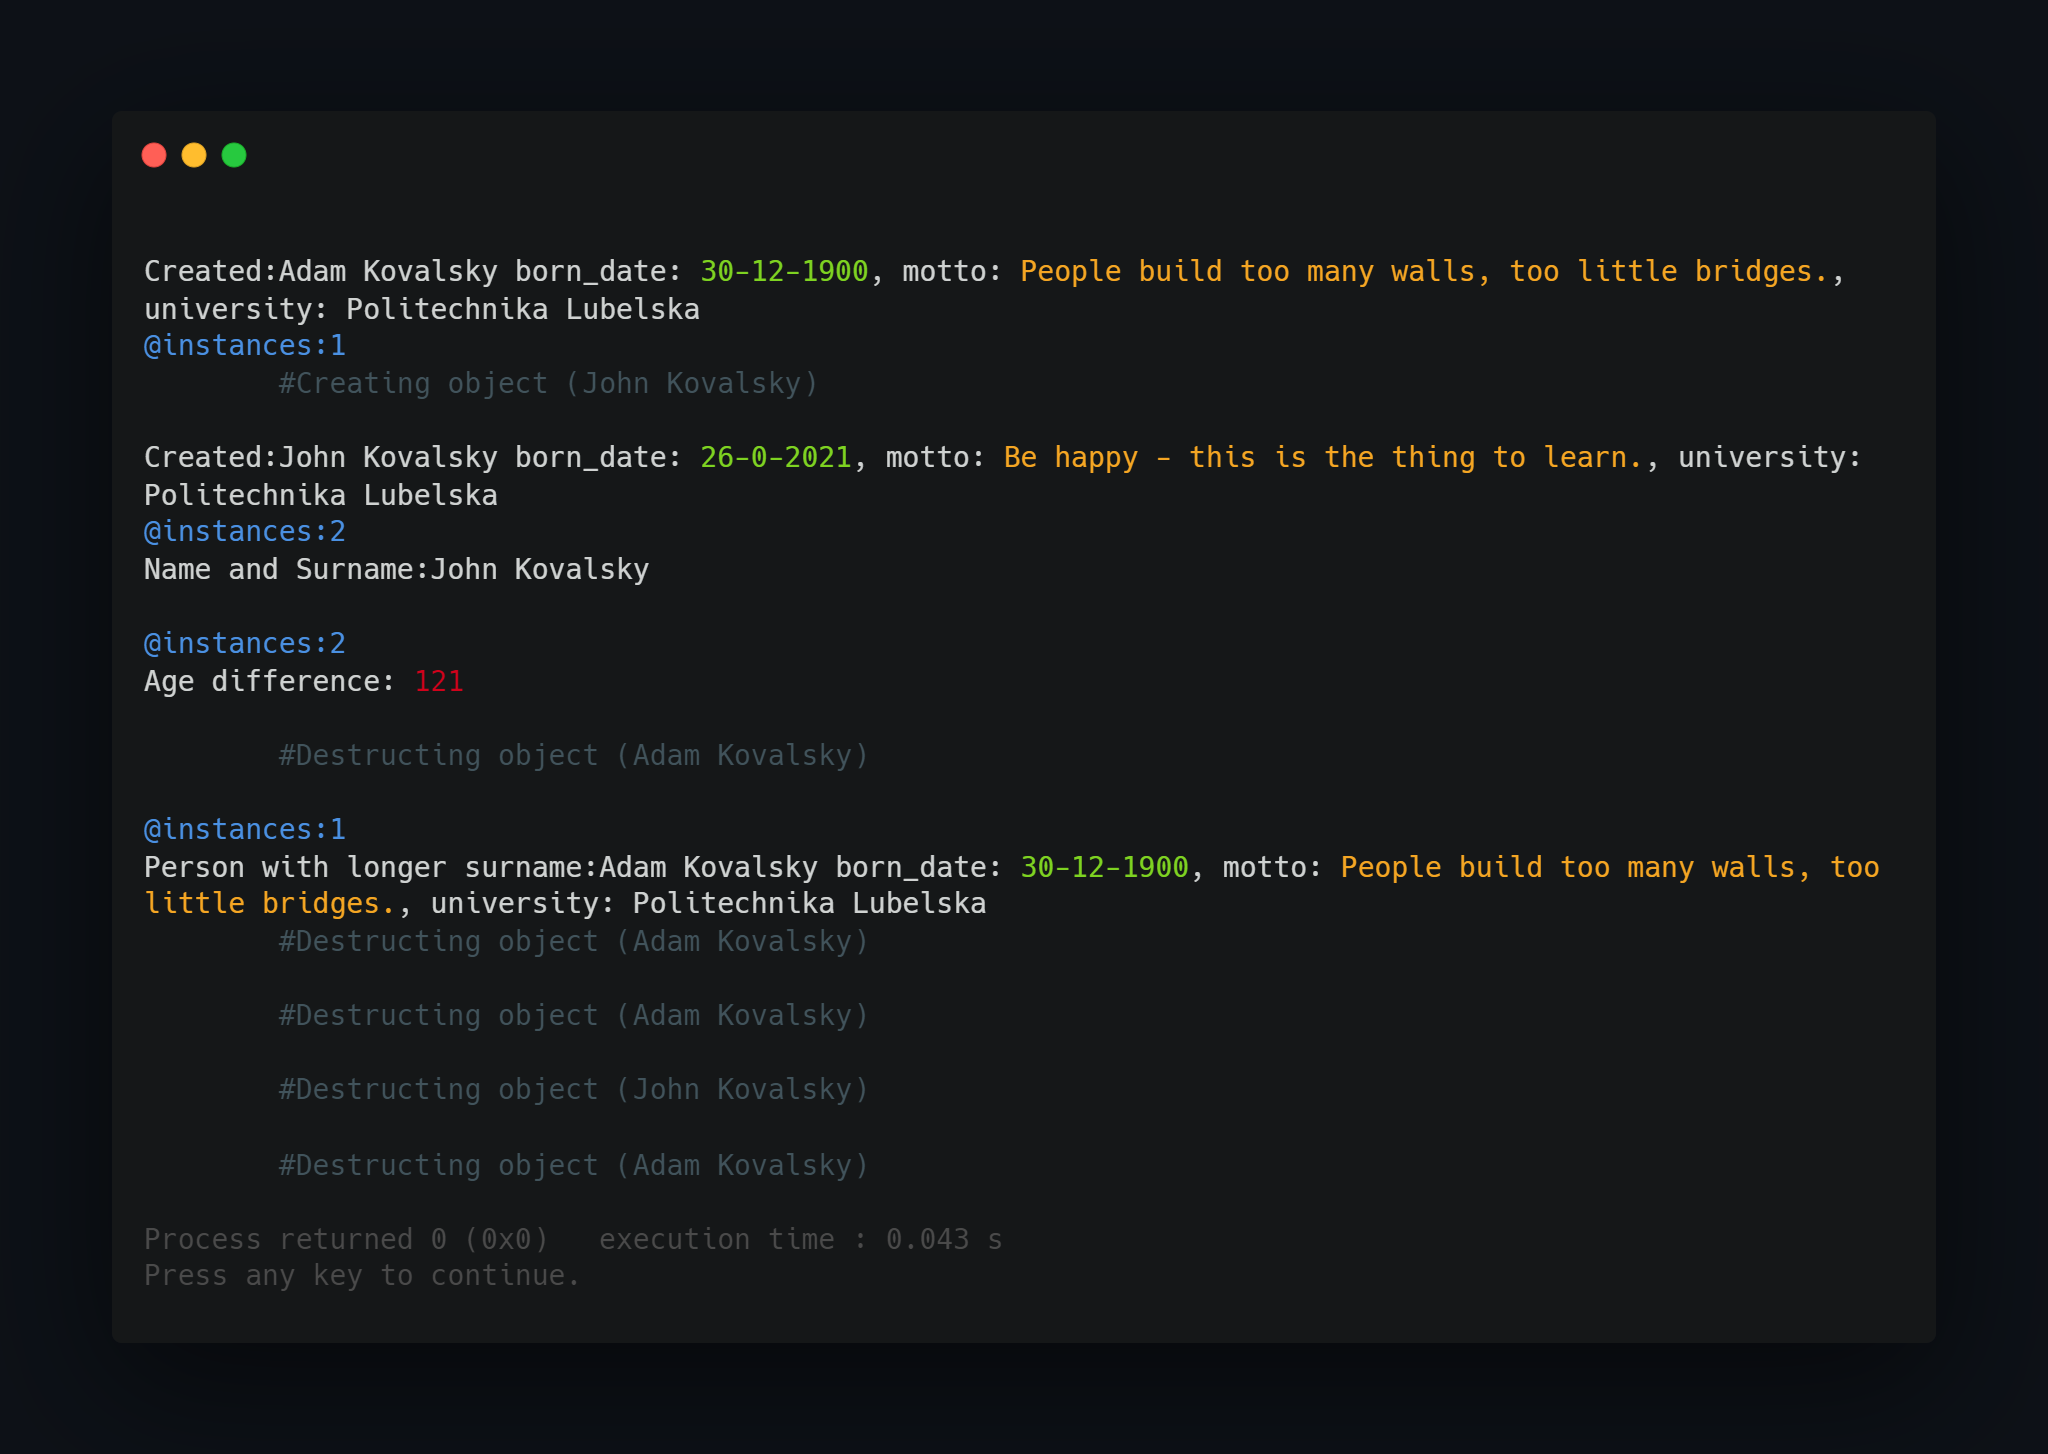 Created:Adam Kovalsky born_date: 30-12-1900, motto: People build too many walls, too little bridges.,
university: Politechnika Lubelska
@instances:1
#Creating object (John Kovalsky)
Created:John Kovalsky born_date: 26-0-2021, motto: Be happy - this is the thing to learn., university:
Politechnika Lubelska
@instances:2
Name and Surname:John Kovalsky
@instances:2
Age difference: 121
#Destructing object (Adam Kovalsky)
@instances:1
Person with longer surname:Adam Kovalsky born_date: 30-12-1900, motto: People build too many walls, too
little bridges., university: Politechnika Lubelska
#Destructing object (Adam Kovalsky)
#Destructing object (Adam Kovalsky)
#Destructing object (John Kovalsky)
#Destructing object (Adam Kovalsky)
Process returned 0 (0x0)   execution time : 0.043 s
Press any key to continue.